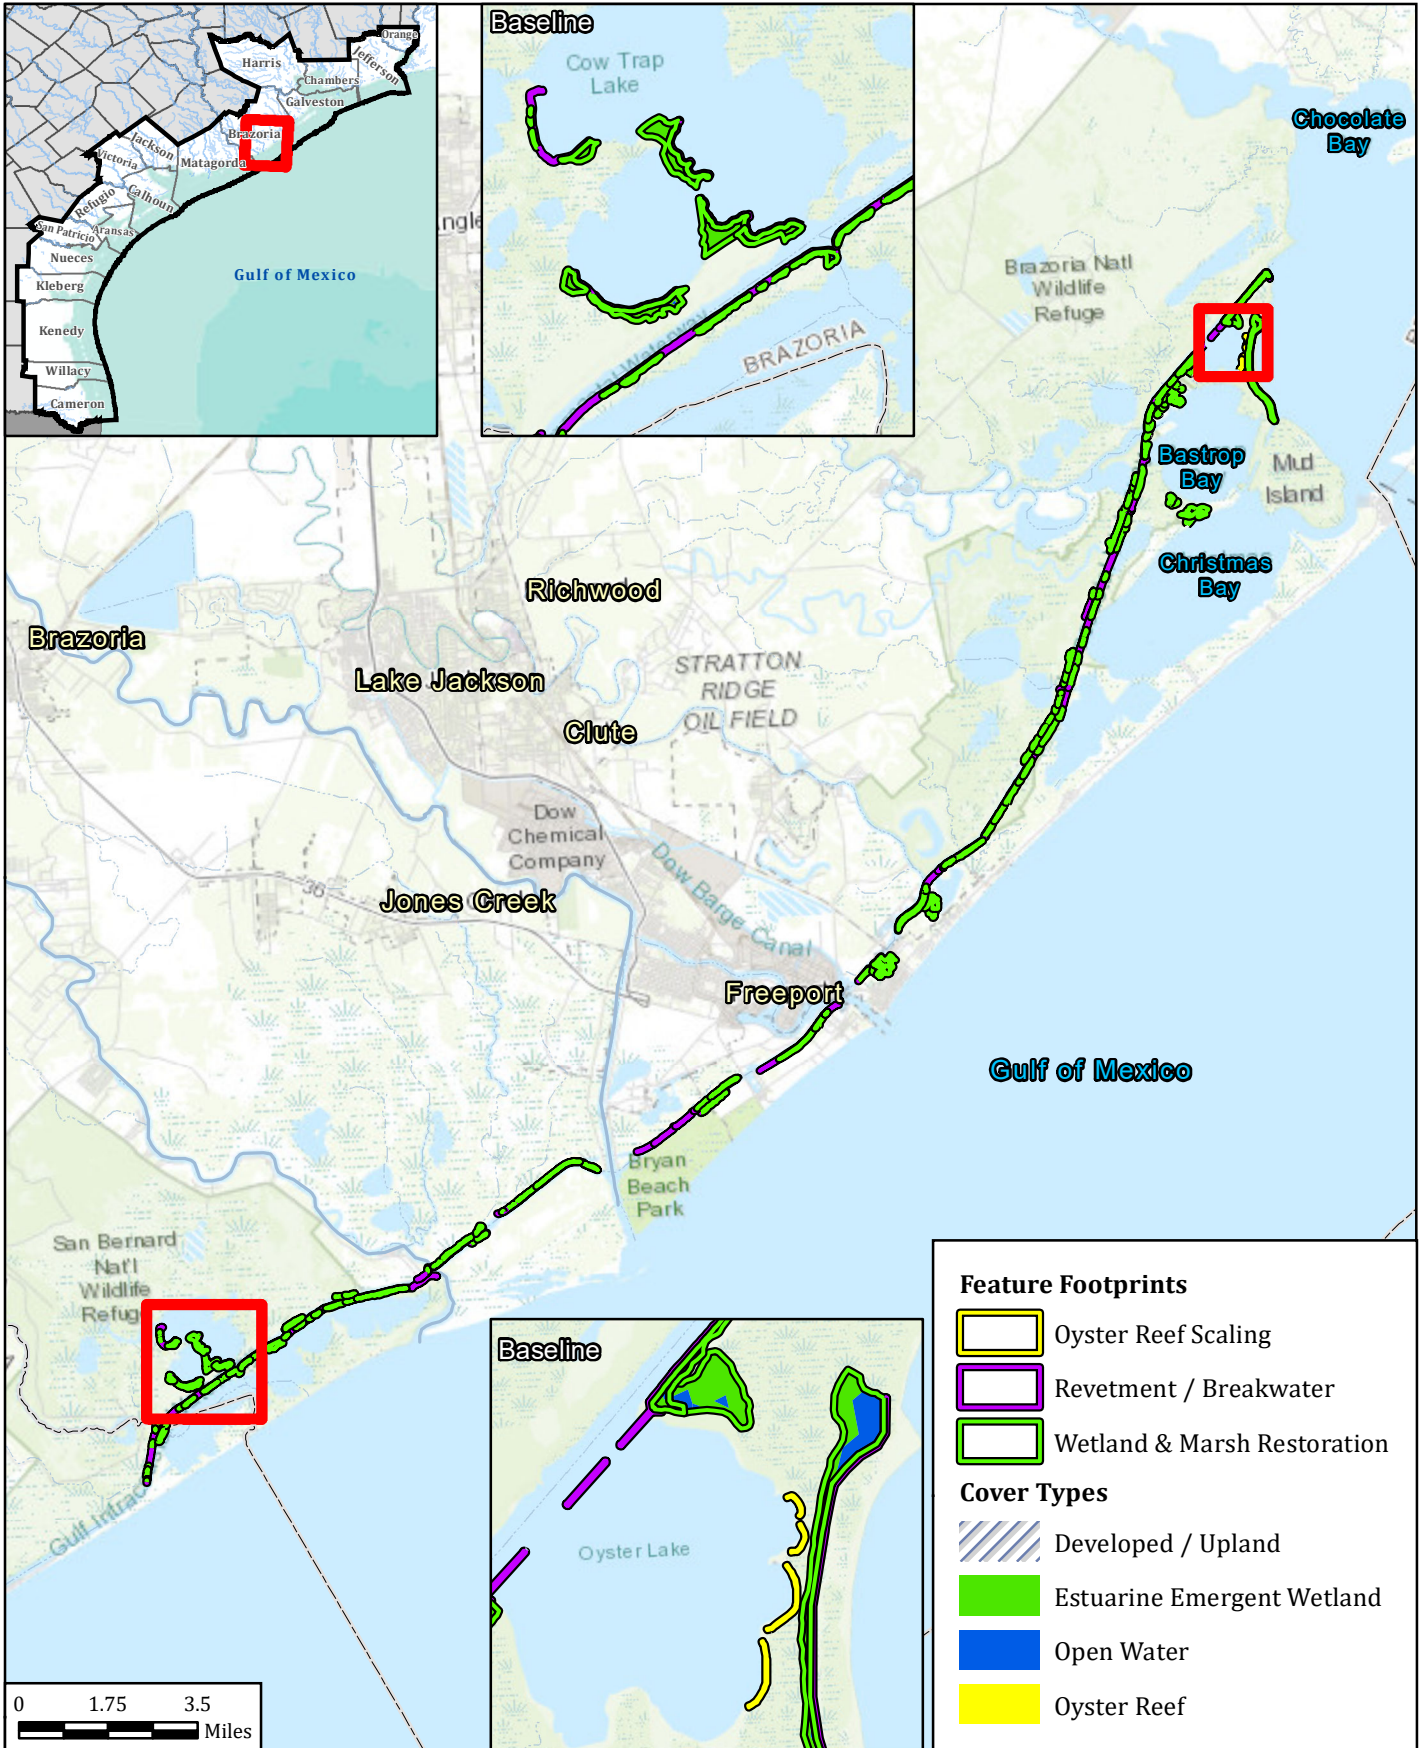 Orange
Harris
Jefferson
Chambers
Galveston
Brazoria
Jackson
Victoria
Matagorda
Calhoun
Refugio
San Patricio
Aransas
Nueces
Kleberg
Kenedy
Willacy
Cameron
Gulf of Mexico
Baseline
Cow Trap
Lake
BRAZORIA
Chocolate
Bay
Brazoria Natl
Wildlife
Refuge
Bastrop
Bay
Mud
Island
Christmas
Bay
Richwood
Brazoria
Lake Jackson
STRATTON
RIDGE
OIL FIELD
Clute
Dow
Chemical
Company
Dow Barge Canal
36
Jones Creek
Freeport
Gulf of Mexico
Bryan
Beach
Park
San Bernard
Nat'l
Wildlife
Gulf
Baseline
Oyster Lake
0 1.75 3.5
Miles
Feature Footprints
Oyster Reef Scaling
Revetment / Breakwater
Wetland & Marsh Restoration
Cover Types
Developed / Upland
Estuarine Emergent Wetland
Open Water
Oyster Reef